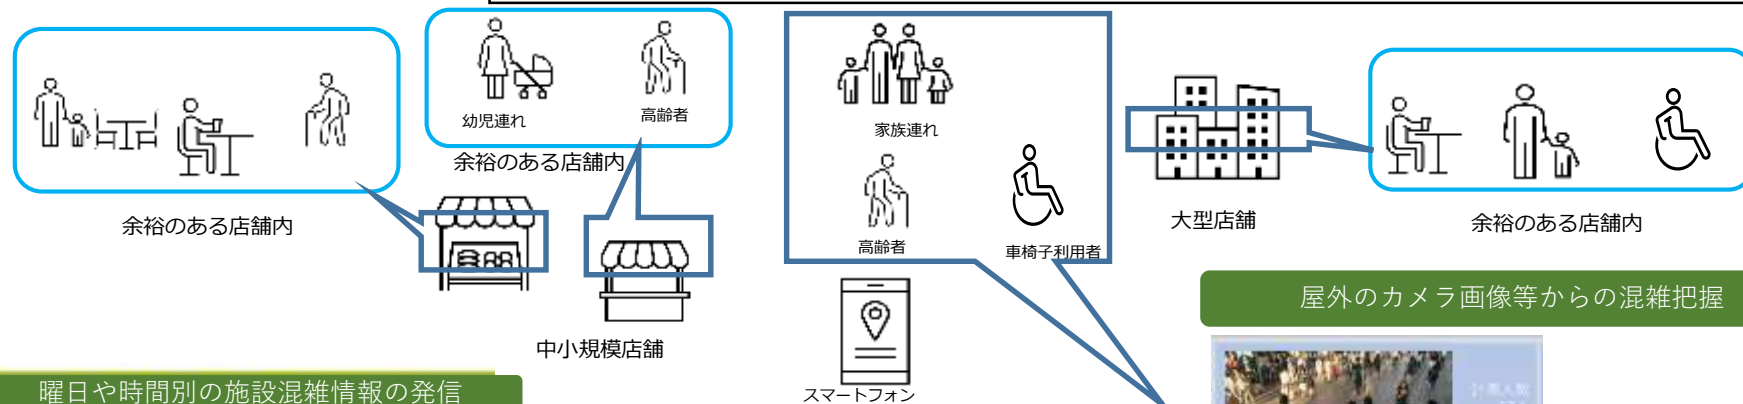 幼児連れ
高齢者
余裕のある店舗内
余裕のある店舗内
中小規模店舗
家族連れ
高齢者
車椅子利用者
スマートフォン
大型店舗
余裕のある店舗内
屋外のカメラ画像等からの混雑把握
曜日や時間別の施設混雑情報の発信